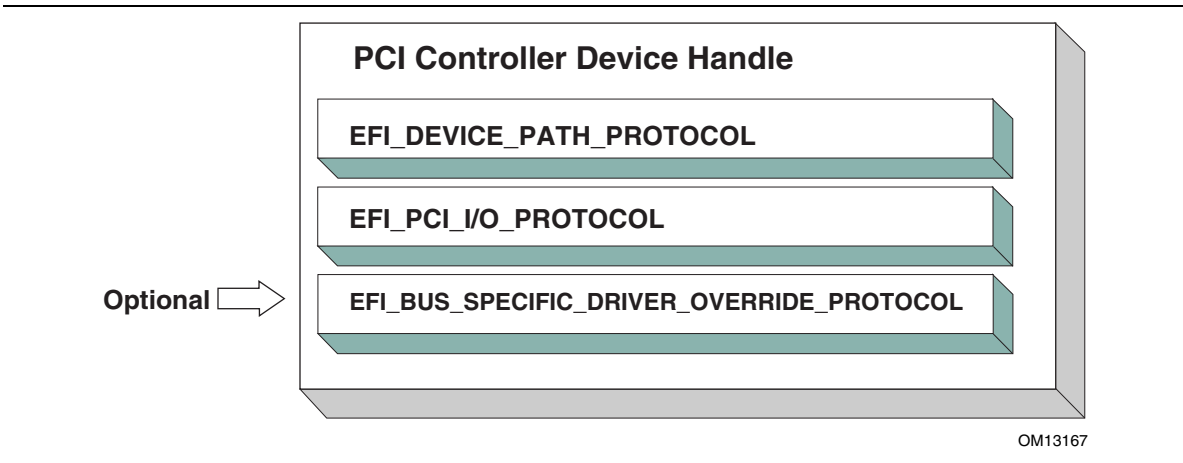 PCI Controller Device Handle
EFI_DEVICE_PATH_PROTOCOL
EFI_PCI_I/O_PROTOCOL
Optional
EFI_BUS_SPECIFIC_DRIVER_OVERRIDE_PROTOCOL
OM13167